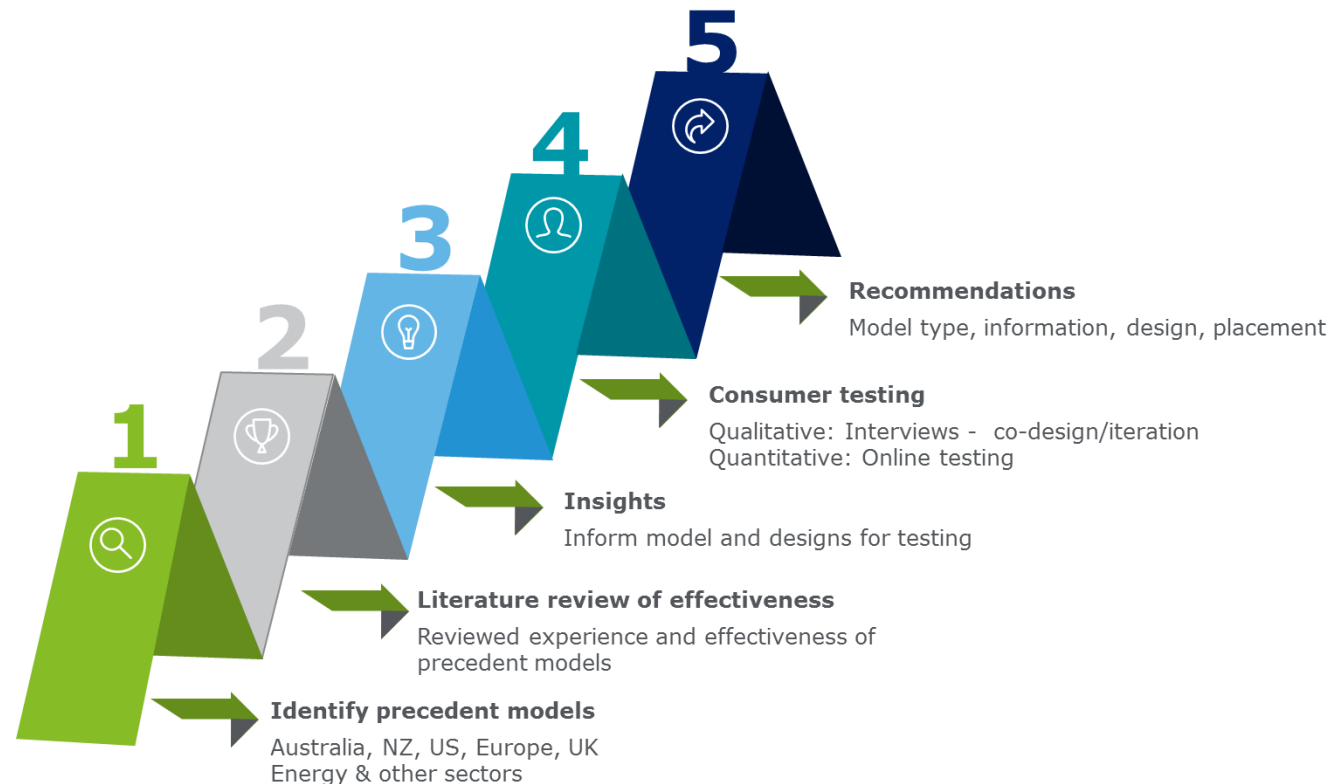 5
4
3
2
1
Recommendations
Model type, information, design, placement
Consumer testing
Qualitative: Interviews - co-design/iteration
Quantitative: Online testing
Insights
Inform model and designs for testing
Literature review of effectiveness
Reviewed experience and effectiveness of
precedent models
Identify precedent models
Australia, NZ, US, Europe, UK
Energy & other sectors